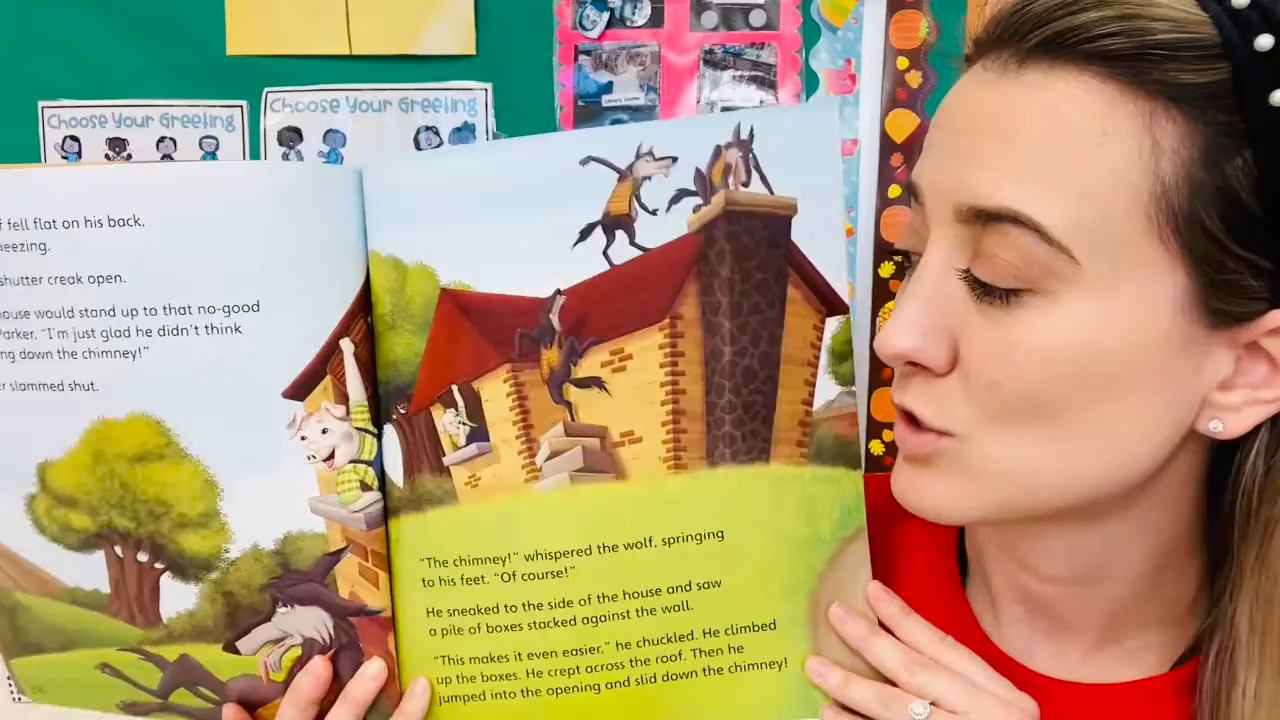 Choose Your Greeting
Choose Your Greeting
Library Center
fell flat on his back,
shutter creak open.
would stand up to that no-good
Parker. "I'm just glad he didn't think
down the chimney!"
slammed shut.
"The chimney!" whispered the wolf, springing
to his feet. "Of course!"
He sneaked to the side of the house and saw
a pile of boxes stacked against the wall.
"This makes it even easier," he chuckled. He climbed
up the boxes. He crept across the roof. Then he
jumped into the opening and slid down the chimney!